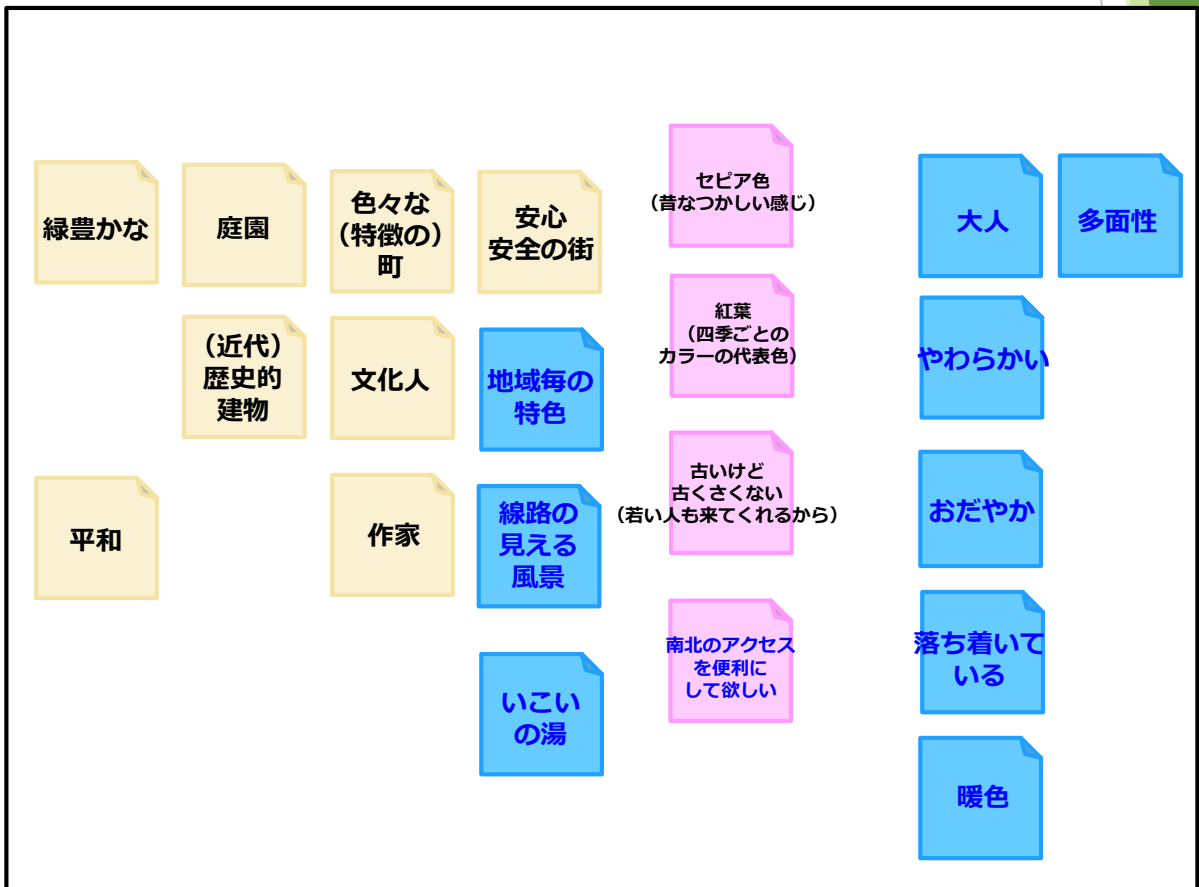 緑豊かな
庭園
色々な
（特徴の）
町
安心
安全の街
セピア色
（昔なつかしい感じ）
大人
多面性
（近代）
歴史的
建物
文化人
地域毎の
特色
紅葉
（四季ごとの
カラーの代表色）
やわらかい
平和
作家
線路の
見える
風景
古いけど
古くさくない
（若い人も来てくれるから）
おだやか
いこい
の湯
南北のアクセス
を便利に
して欲しい
落ち着いて
いる
暖色